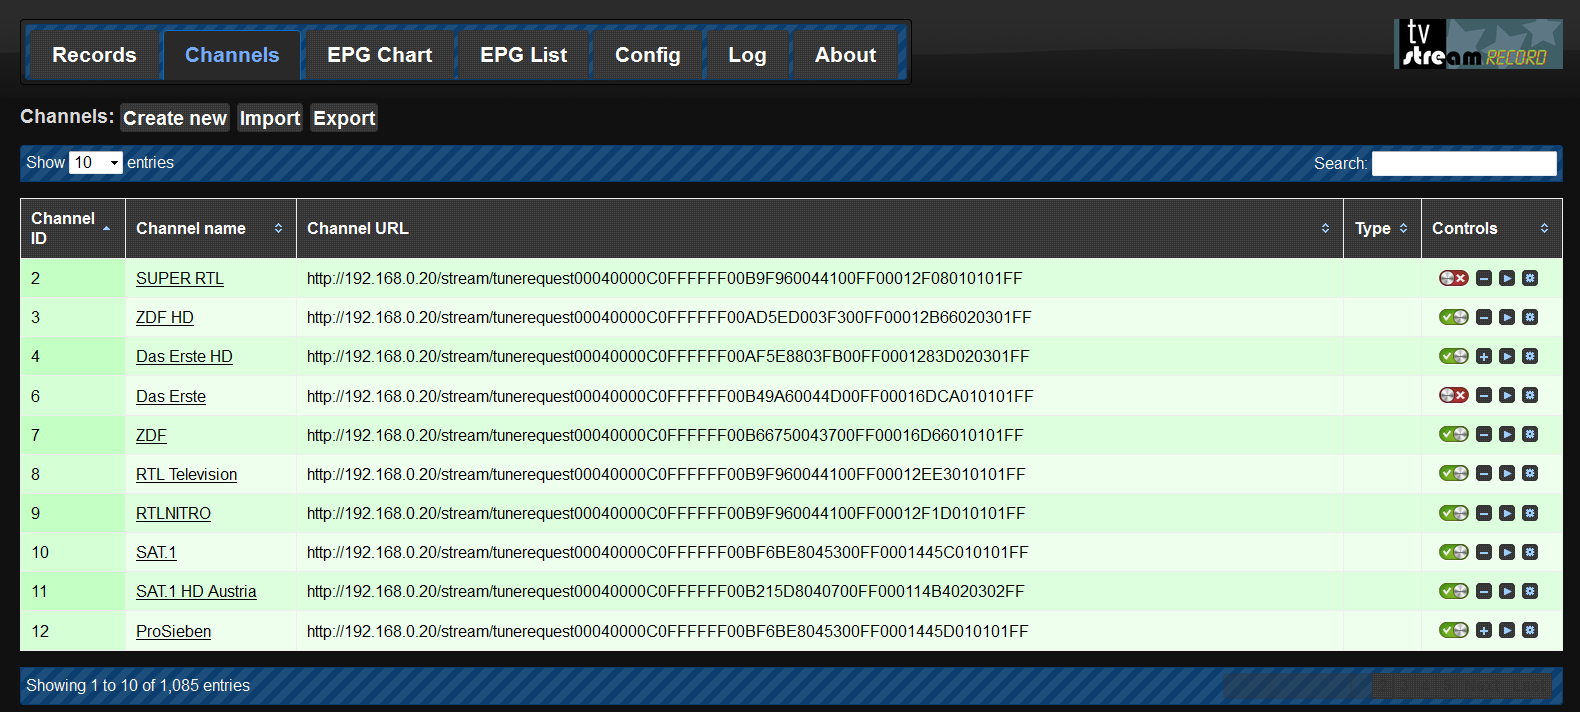 Records Channels EPG Chart EPG List Config Log About
tv
stream RECORD
Channels: Create new Import Export
Show 10 entries Search:
Channel ID Channel name Channel URL Type Controls
2 SUPER RTL http://192.168.0.20/stream/tunerequest00040000C0FFFFFF00B9F960044100FF00012F08010101FF
3 ZDF HD http://192.168.0.20/stream/tunerequest00040000C0FFFFFF00AD5ED003F300FF00012B66020301FF
4 Das Erste HD http://192.168.0.20/stream/tunerequest00040000C0FFFFFF00AF5E8803FB00FF0001283D020301FF
6 Das Erste http://192.168.0.20/stream/tunerequest00040000C0FFFFFF00B49A60044D00FF00016DCA010101FF
7 ZDF http://192.168.0.20/stream/tunerequest00040000C0FFFFFF00B66750043700FF00016D66010101FF
8 RTL Television http://192.168.0.20/stream/tunerequest00040000C0FFFFFF00B9F960044100FF00012EE3010101FF
9 RTLNITRO http://192.168.0.20/stream/tunerequest00040000C0FFFFFF00B9F960044100FF00012F1D010101FF
10 SAT.1 http://192.168.0.20/stream/tunerequest00040000C0FFFFFF00BF6BE8045300FF0001445C010101FF
11 SAT.1 HD Austria http://192.168.0.20/stream/tunerequest00040000C0FFFFFF00B215D8040700FF000114B4020302FF
12 ProSieben http://192.168.0.20/stream/tunerequest00040000C0FFFFFF00BF6BE8045300FF0001445D010101FF
Showing 1 to 10 of 1,085 entries